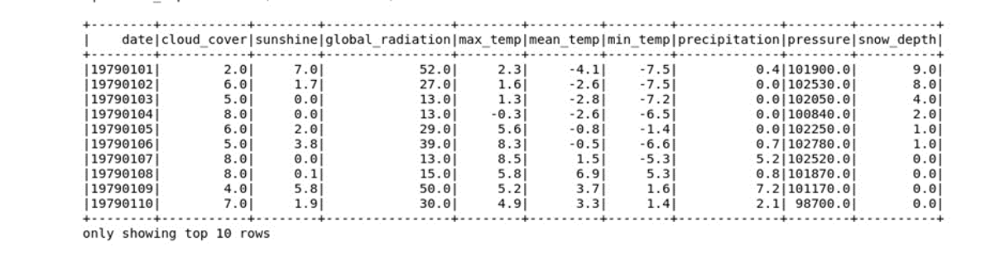 +--------+-----------+--------+----------------+--------+---------+--------+-------------+--------+----------+
|    date|cloud_cover|sunshine|global_radiation|max_temp|mean_temp|min_temp|precipitation|pressure|snow_depth|
+--------+-----------+--------+----------------+--------+---------+--------+-------------+--------+----------+
|19790101|        2.0|     7.0|            52.0|     2.3|     -4.1|    -7.5|          0.4|101900.0|       9.0|
|19790102|        6.0|     1.7|            27.0|     1.6|     -2.6|    -7.5|          0.0|102530.0|       8.0|
|19790103|        5.0|     0.0|            13.0|     1.3|     -2.8|    -7.2|          0.0|102050.0|       4.0|
|19790104|        8.0|     0.0|            13.0|    -0.3|     -2.6|    -6.5|          0.0|100840.0|       2.0|
|19790105|        6.0|     2.0|            29.0|     5.6|     -0.8|    -1.4|          0.0|102250.0|       1.0|
|19790106|        5.0|     3.8|            39.0|     8.3|     -0.5|    -6.6|          0.7|102780.0|       1.0|
|19790107|        8.0|     0.0|            13.0|     8.5|      1.5|    -5.3|          5.2|102520.0|       0.0|
|19790108|        8.0|     0.1|            15.0|     5.8|      6.9|     5.3|          0.8|101870.0|       0.0|
|19790109|        4.0|     5.8|            50.0|     5.2|      3.7|     1.6|          7.2|101170.0|       0.0|
|19790110|        7.0|     1.9|            30.0|     4.9|      3.3|     1.4|          2.1| 98700.0|       0.0|
+--------+-----------+--------+----------------+--------+---------+--------+-------------+--------+----------+
only showing top 10 rows